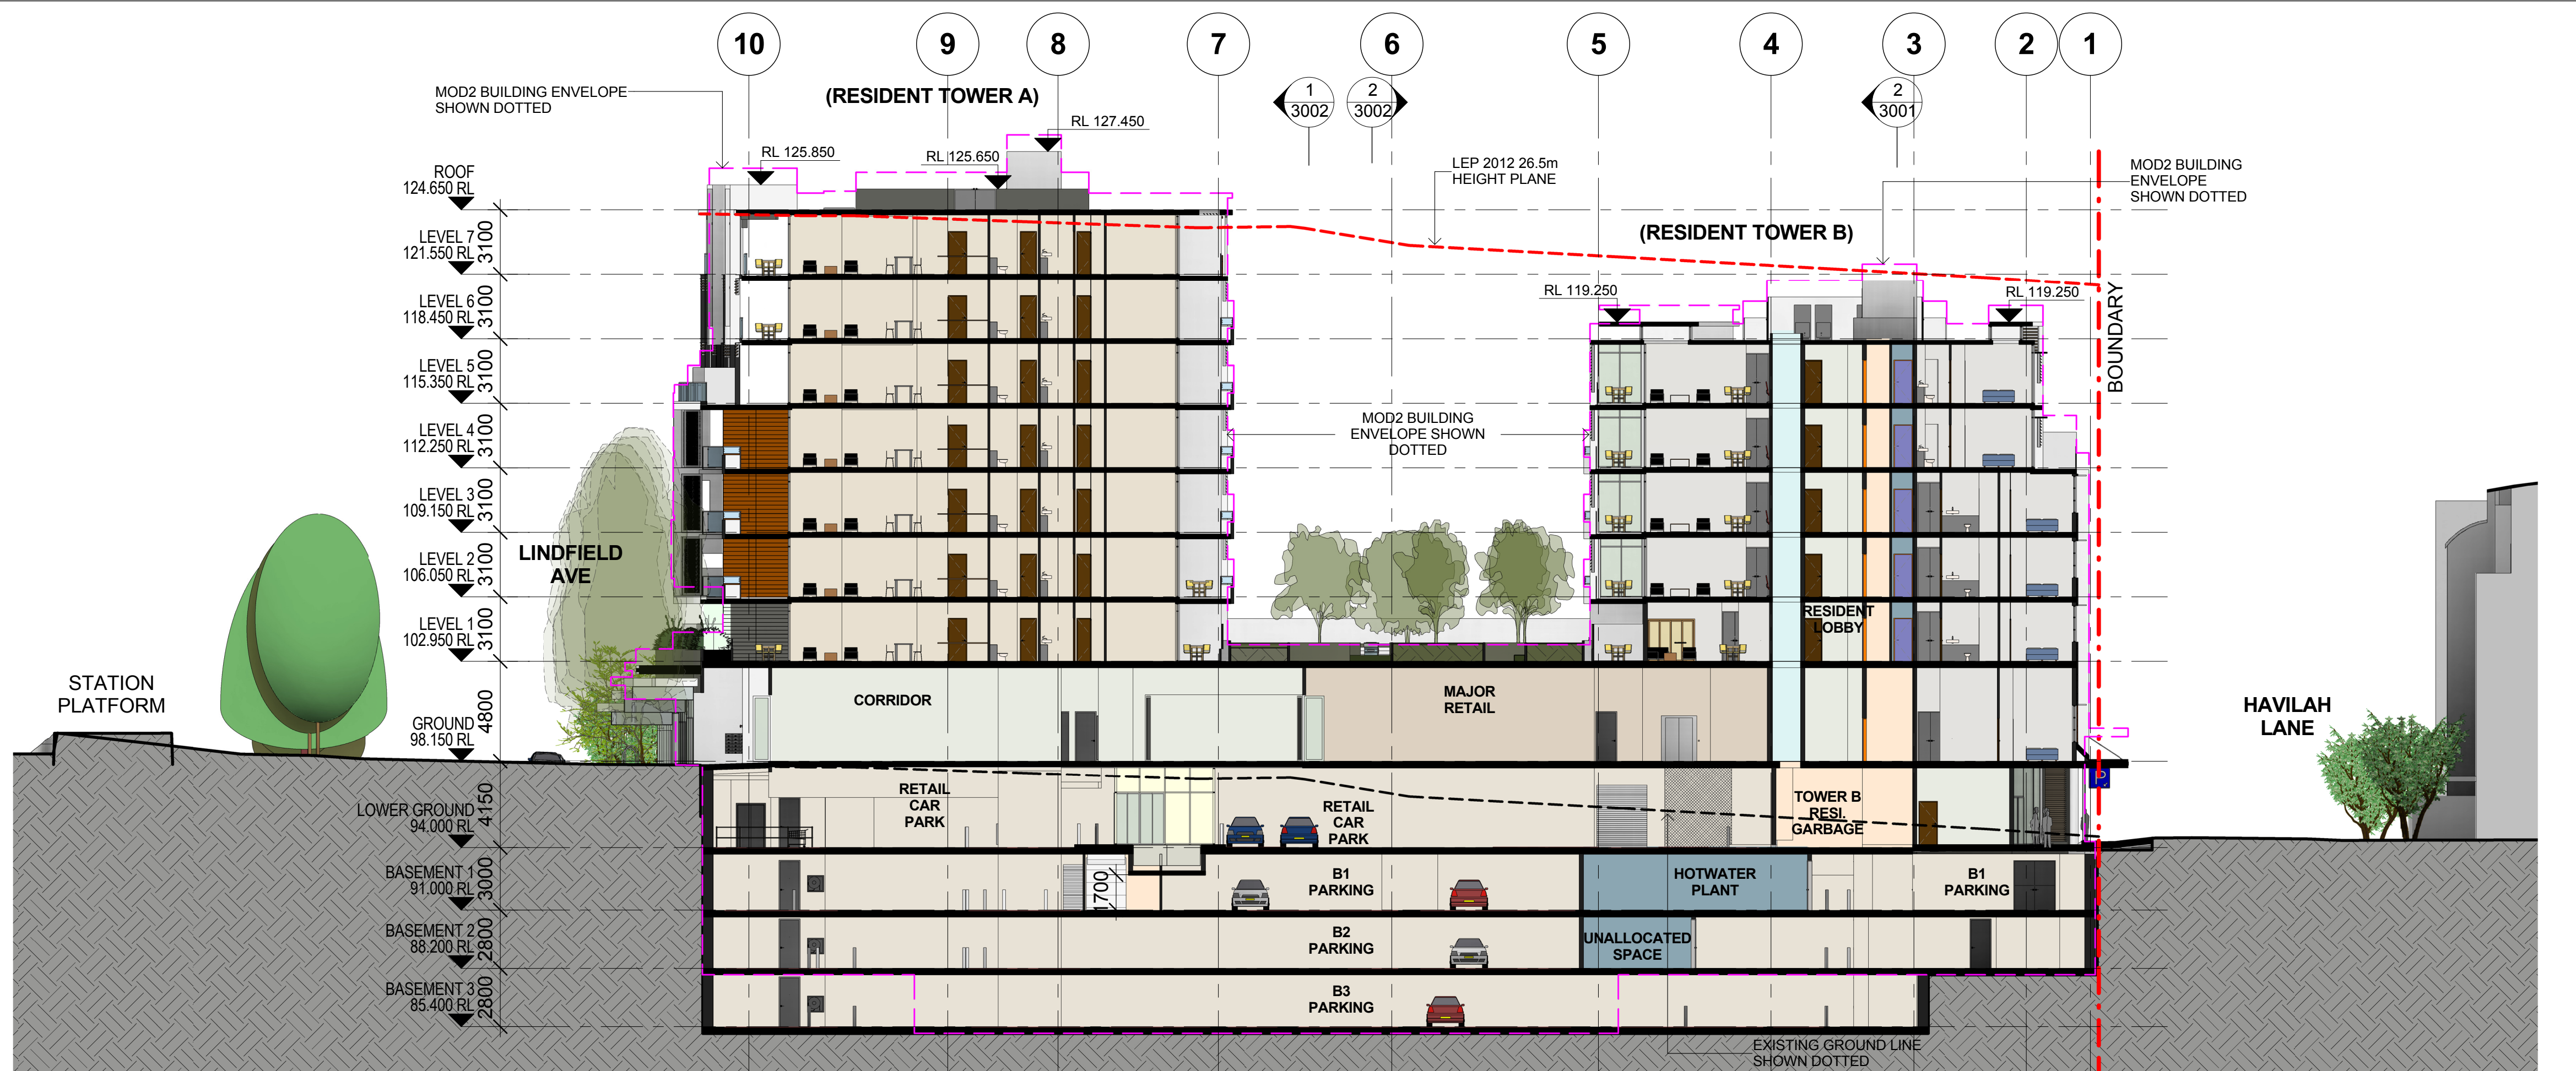 10
9
8
7
6
5
4
3
2
1
MOD2 BUILDING ENVELOPE
SHOWN DOTTED
(RESIDENT TOWER A)
1
3002
2
3002
2
3001
RL 127.450
RL 125.850
RL 125.650
LEP 2012 26.5m
HEIGHT PLANE
MOD2 BUILDING
ENVELOPE
SHOWN DOTTED
(RESIDENT TOWER B)
RL 119.250
RL 119.250
BOUNDARY
ROOF
124.650 RL
3100
LEVEL 7
121.550 RL
3100
LEVEL 6
118.450 RL
3100
LEVEL 5
115.350 RL
3100
LEVEL 4
112.250 RL
3100
LEVEL 3
109.150 RL
3100
LEVEL 2
106.050 RL
3100
LEVEL 1
102.950 RL
4800
GROUND
98.150 RL
4150
LOWER GROUND
94.000 RL
3000
BASEMENT 1
91.000 RL
2800
BASEMENT 2
88.200 RL
2800
BASEMENT 3
85.400 RL
MOD2 BUILDING
ENVELOPE SHOWN
DOTTED
LINDFIELD
AVE
STATION
PLATFORM
RESIDENT
LOBBY
CORRIDOR
MAJOR
RETAIL
HAVILAH
LANE
P
RETAIL
CAR
PARK
RETAIL
CAR
PARK
TOWER B
RESI.
GARBAGE
1700
B1
PARKING
HOTWATER
PLANT
B1
PARKING
B2
PARKING
UNALLOCATED
SPACE
B3
PARKING
EXISTING GROUND LINE
SHOWN DOTTED